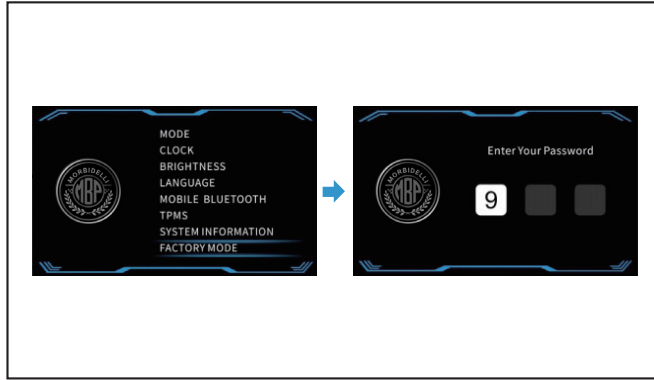 MORBIDELLI
MBP
MODE
CLOCK
BRIGHTNESS
LANGUAGE
MOBILE BLUETOOTH
TPMS
SYSTEM INFORMATION
FACTORY MODE
MORBIDELLI
MBP
Enter Your Password
9